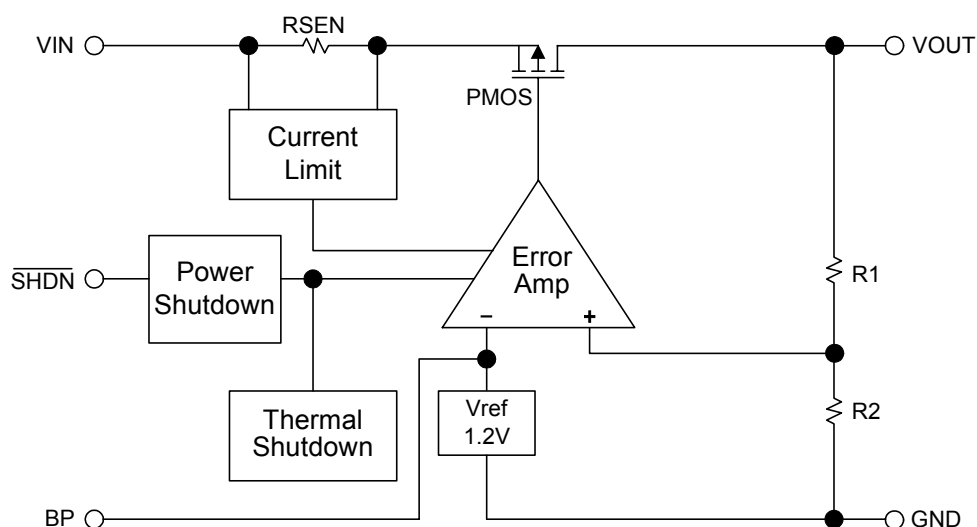 RSEN
VIN
VOUT
PMOS
Current
Limit
Error
Amp
SHDN
Power
Shutdown
R1
− +
Thermal
Shutdown
Vref
1.2V
R2
BP
GND